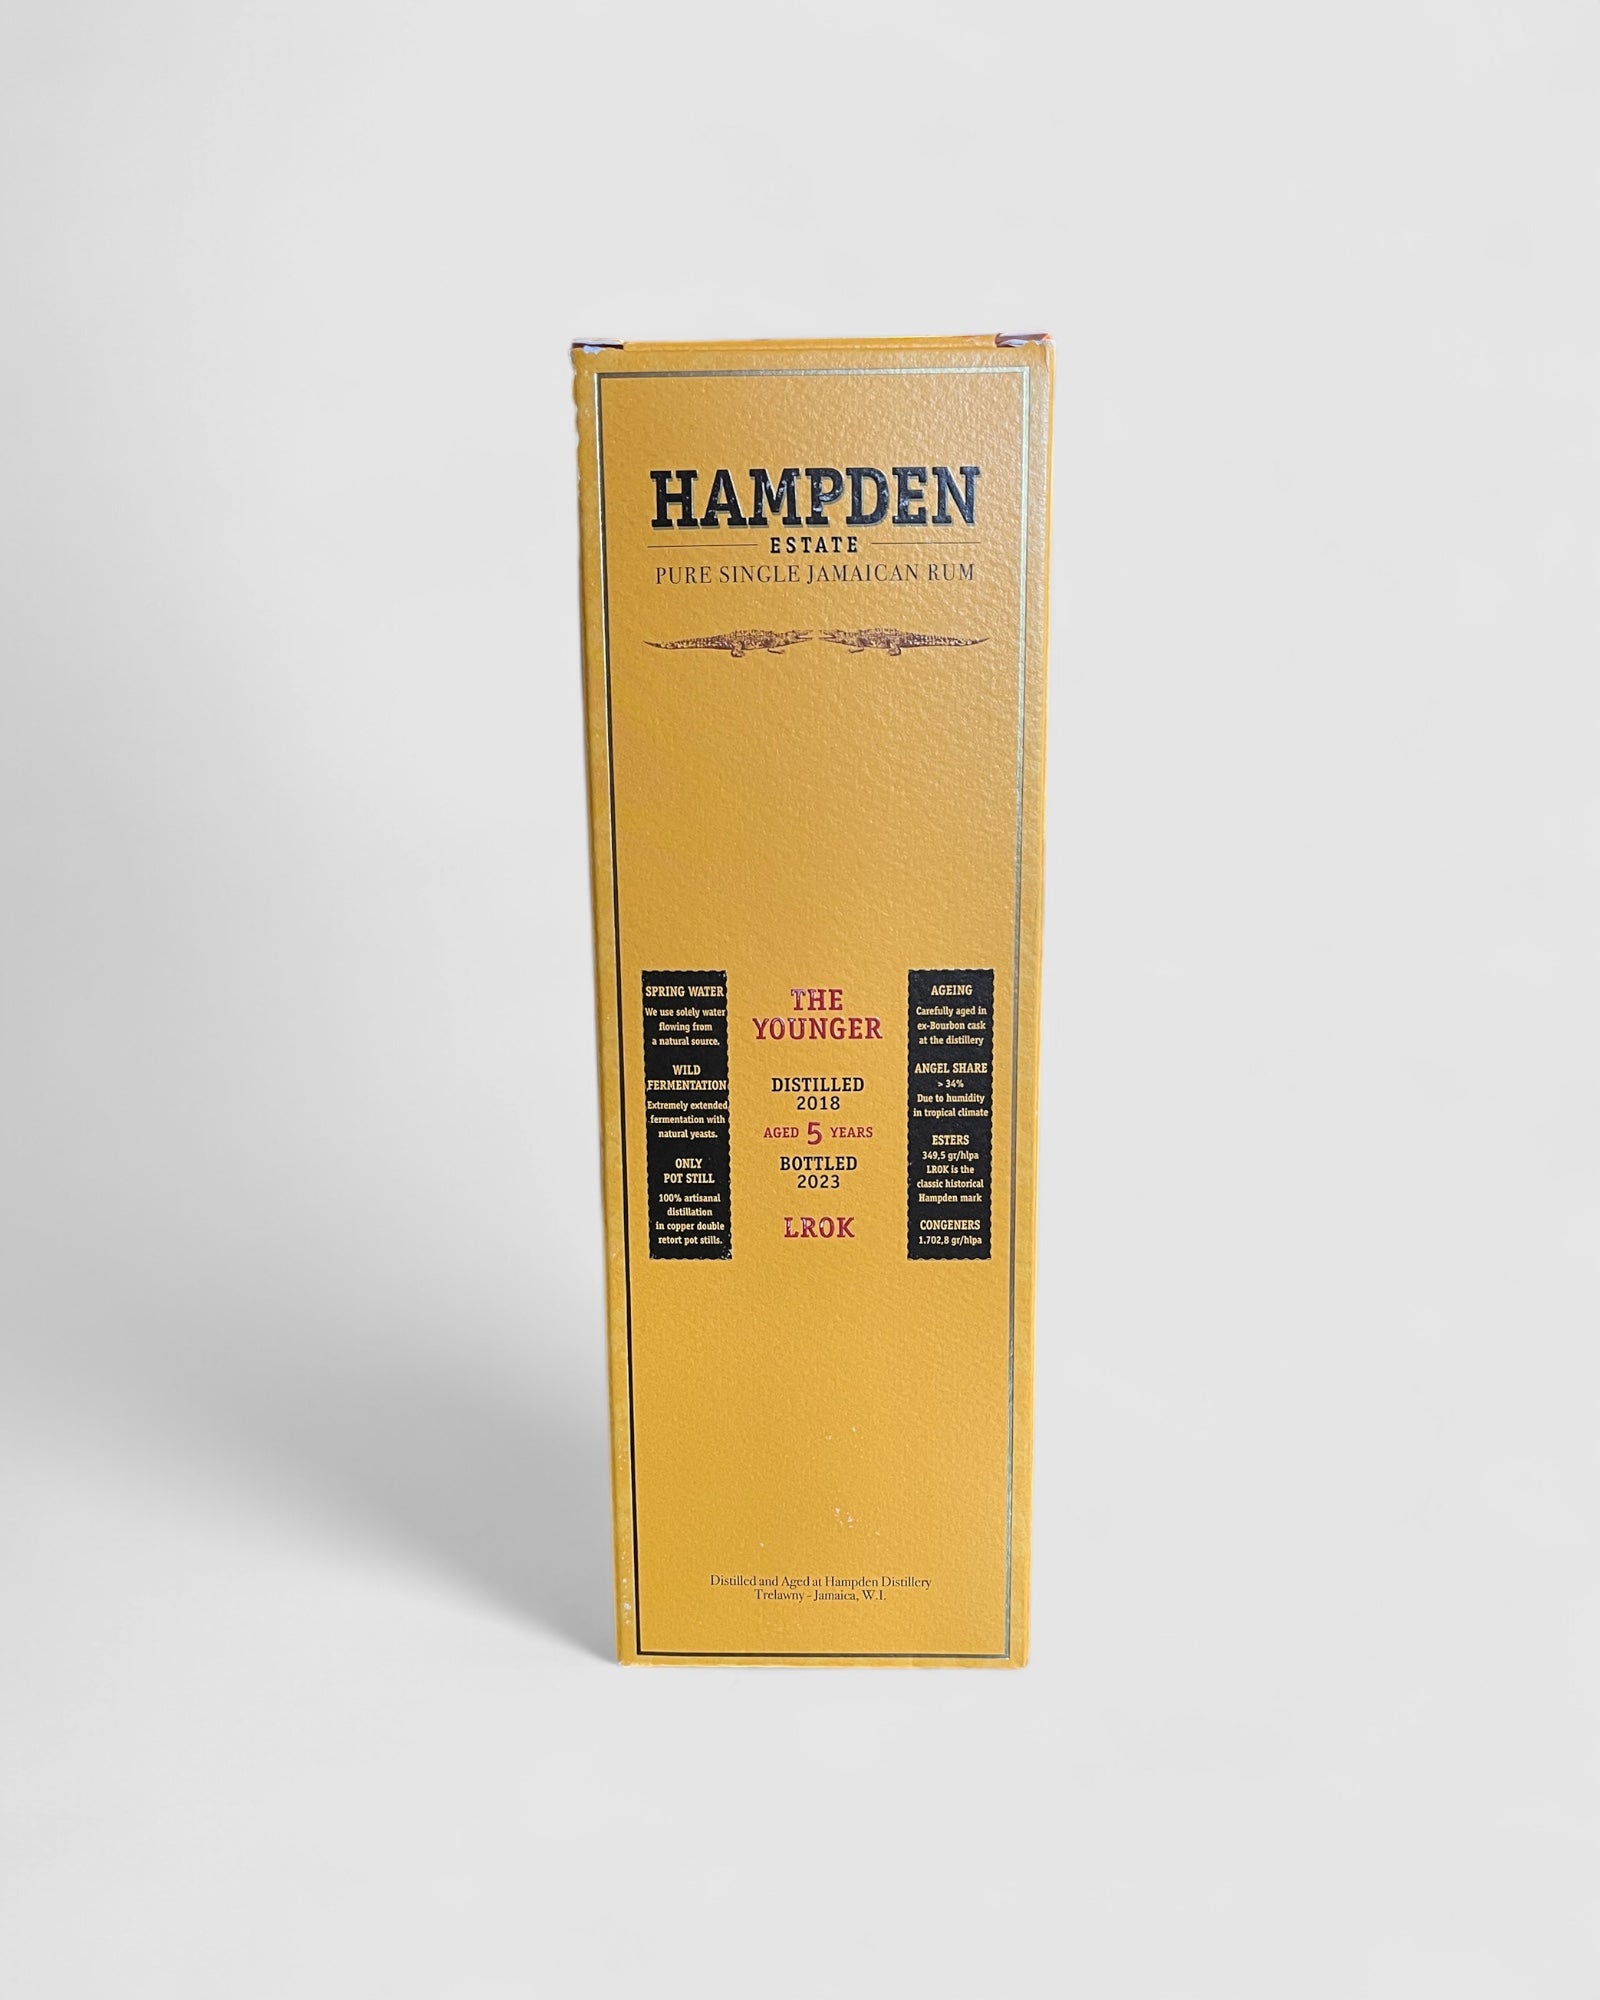 HAMPDEN
ESTATE
PURE SINGLE JAMAICAN RUM
SPRING WATER
We use solely water
flowing from
a natural source.
WILD
FERMENTATION
Extremely extended
fermentation with
natural yeasts.
ONLY
POT STILL
100% artisanal
distillation
in copper double
retort pot stills.
THE
YOUNGER
DISTILLED
2018
AGED 5 YEARS
BOTTLED
2023
LROK
AGEING
Carefully aged in
ex-Bourbon cask
at the distillery
ANGEL SHARE
> 34%
Due to humidity
in tropical climate
ESTERS
349,5 gr/hlpa
LROK is the
classic historical
Hampden mark
CONGENERS
1.702,8 gr/hlpa
Distilled and Aged at Hampden Distillery
Trelawny - Jamaica, W.I.